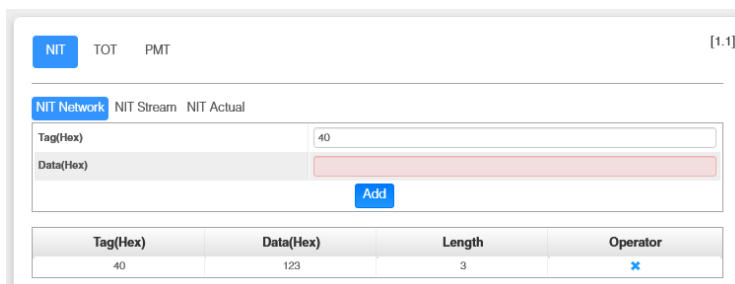 NIT TOT PMT [1.1]
NIT Network NIT Stream NIT Actual
Tag(Hex) 40
Data(Hex)
Add
Tag(Hex) Data(Hex) Length Operator
40 123 3